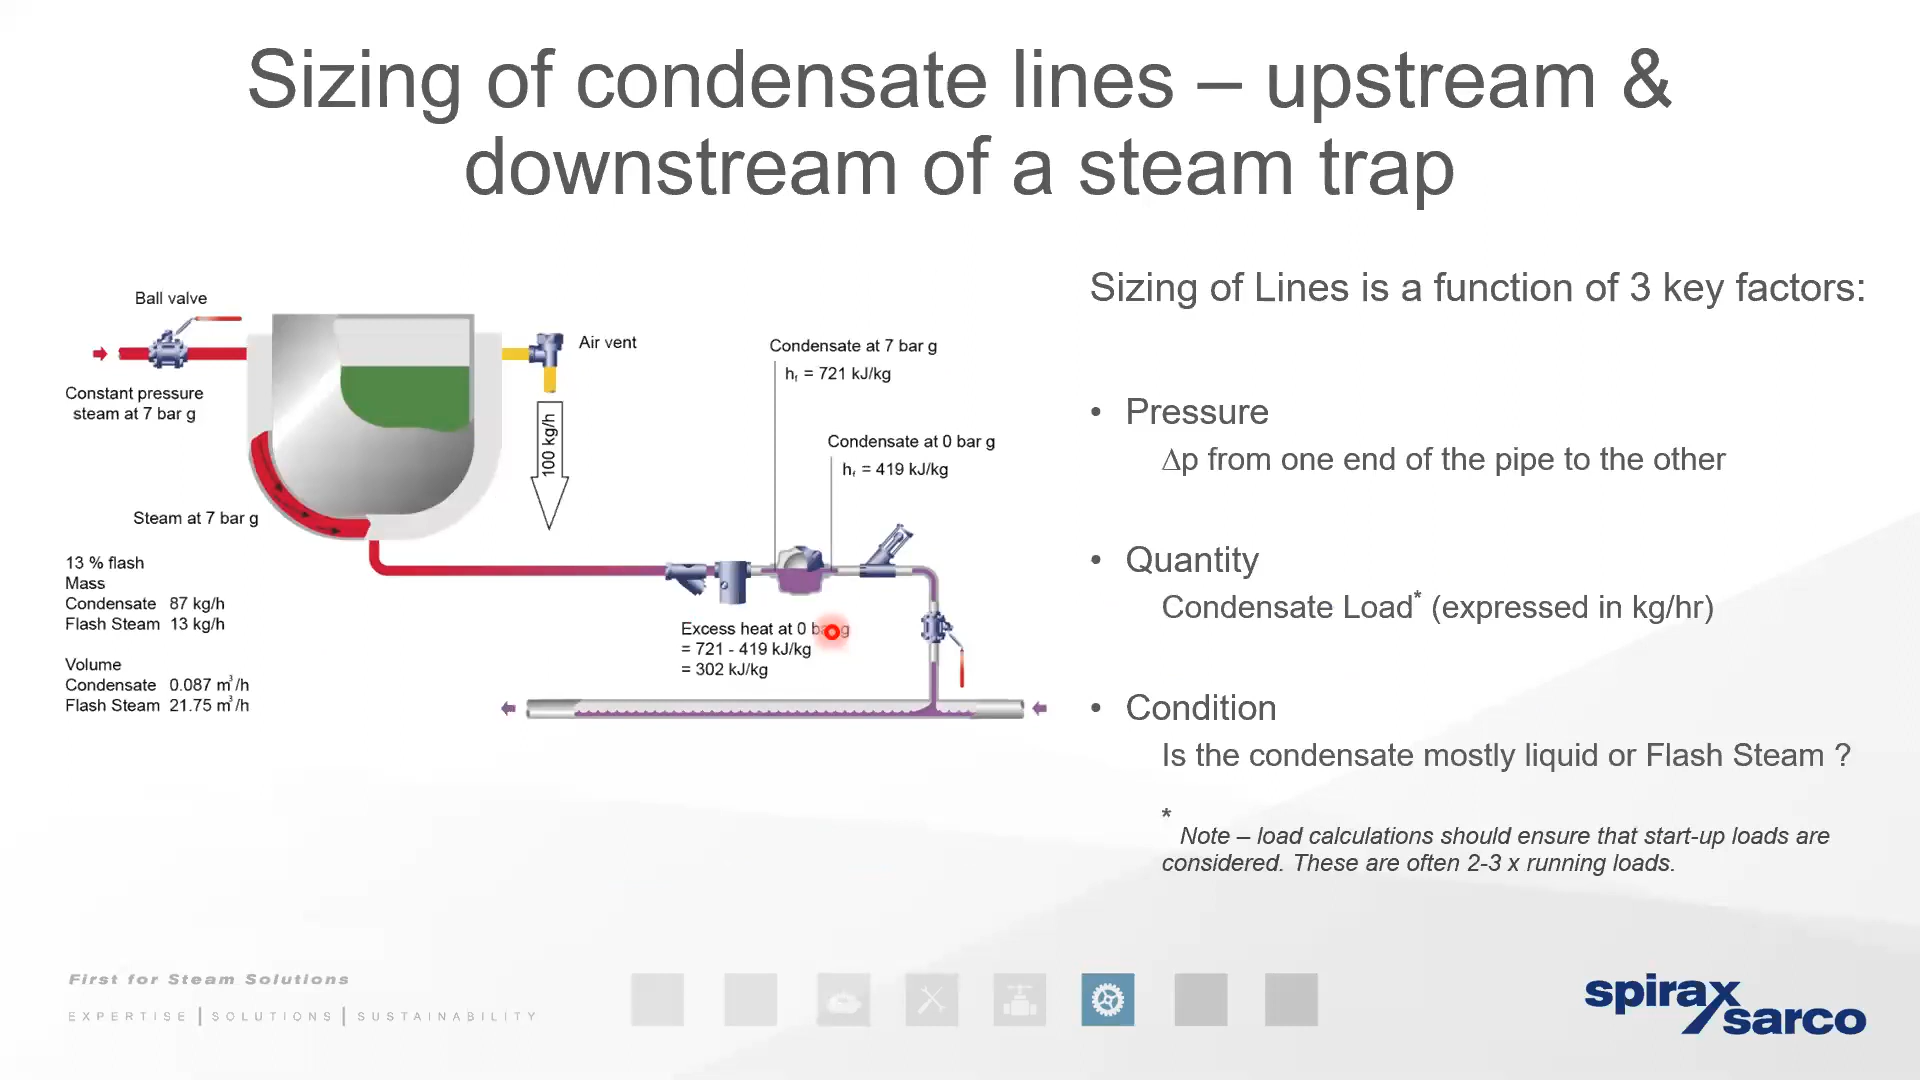 Sizing of condensate lines – upstream &
downstream of a steam trap
Ball valve
Air vent
Constant pressure
steam at 7 bar g
100 kg/h
Steam at 7 bar g
Condensate at 7 bar g
hf = 721 kJ/kg
Condensate at 0 bar g
hf = 419 kJ/kg
13 % flash
Mass
Condensate 87 kg/h
Flash Steam 13 kg/h
Volume
Condensate 0.087 m³/h
Flash Steam 21.75 m³/h
Excess heat at 0 bar g
= 721 - 419 kJ/kg
= 302 kJ/kg
Sizing of Lines is a function of 3 key factors:
• Pressure
Δp from one end of the pipe to the other
• Quantity
Condensate Load* (expressed in kg/hr)
• Condition
Is the condensate mostly liquid or Flash Steam ?
*
Note – load calculations should ensure that start-up loads are
considered. These are often 2-3 x running loads.
First for Steam Solutions
EXPERTISE | SOLUTIONS | SUSTAINABILITY
spirax
sarco